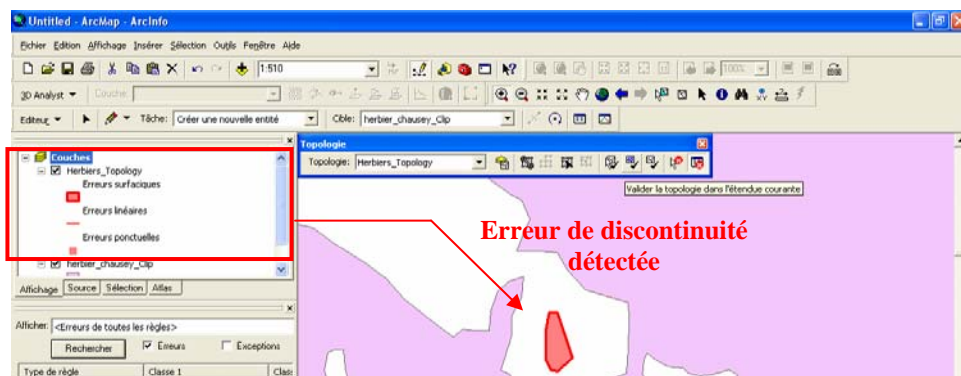 Untitled - ArcMap - ArcInfo
Fichier Edition Affichage Insérer Sélection Outils Fenêtre Aide
1:510
100%
3D Analyst Couche:
Editeur Tâche: Créer une nouvelle entité Cible: herbier_chausey_Clip
Topologie
Topologie: Herbiers_Topology
Valider la topologie dans l'étendue courante
Couches
Herbiers_Topology
Erreurs surfaciques
Erreurs linéaires
Erreurs ponctuelles
herbier_chausey_Clip
Affichage Source Sélection Atlas
Erreur de discontinuité
détectée
Afficher: <Erreurs de toutes les règles>
Rechercher Erreurs Exceptions
Type de règle Classe 1 Clas